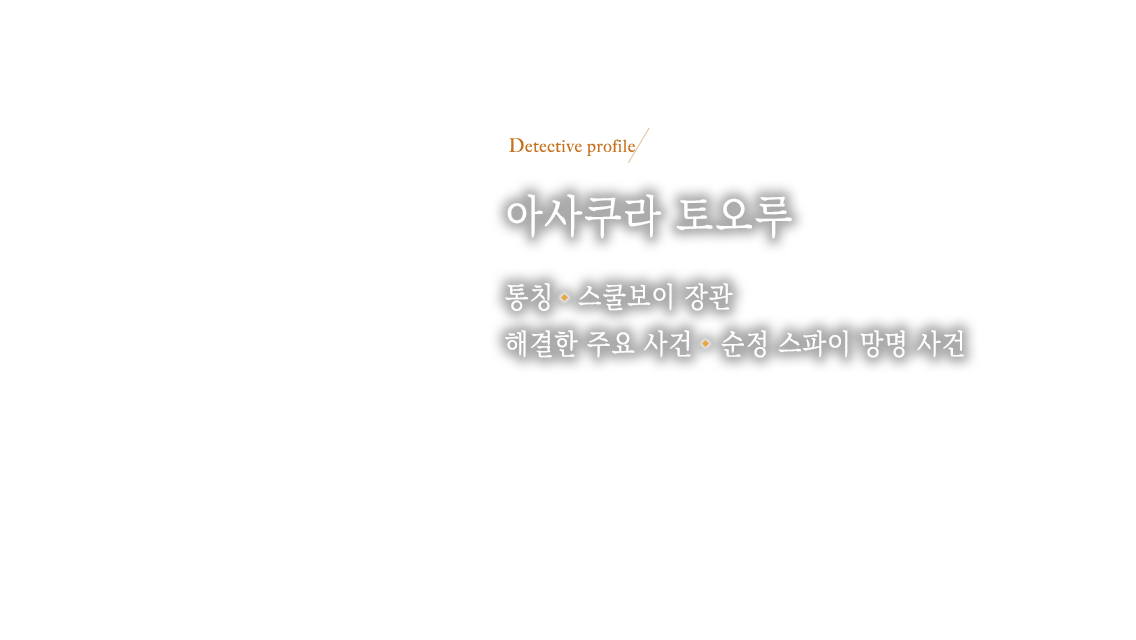 Detective profile
아사쿠라 토오루
통칭◆스쿨보이 장관
해결한 주요 사건◆순정 스파이 망명 사건